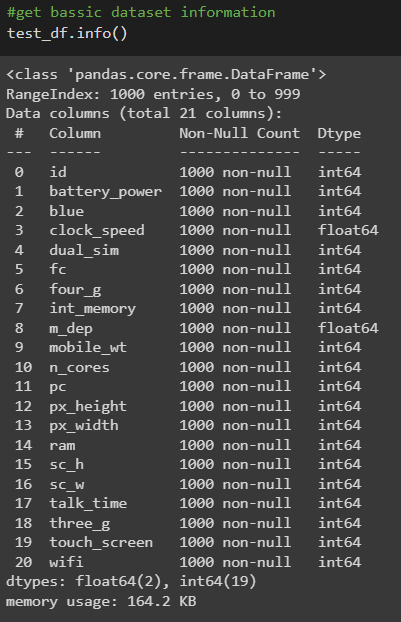 #get bassic dataset information
test_df.info()
<class 'pandas.core.frame.DataFrame'>
RangeIndex: 1000 entries, 0 to 999
Data columns (total 21 columns):
 #   Column         Non-Null Count  Dtype
---  ------         --------------  -----
 0   id             1000 non-null   int64
 1   battery_power  1000 non-null   int64
 2   blue           1000 non-null   int64
 3   clock_speed    1000 non-null   float64
 4   dual_sim       1000 non-null   int64
 5   fc             1000 non-null   int64
 6   four_g         1000 non-null   int64
 7   int_memory     1000 non-null   int64
 8   m_dep          1000 non-null   float64
 9   mobile_wt      1000 non-null   int64
 10  n_cores        1000 non-null   int64
 11  pc             1000 non-null   int64
 12  px_height      1000 non-null   int64
 13  px_width       1000 non-null   int64
 14  ram            1000 non-null   int64
 15  sc_h           1000 non-null   int64
 16  sc_w           1000 non-null   int64
 17  talk_time      1000 non-null   int64
 18  three_g        1000 non-null   int64
 19  touch_screen   1000 non-null   int64
 20  wifi           1000 non-null   int64
dtypes: float64(2), int64(19)
memory usage: 164.2 KB